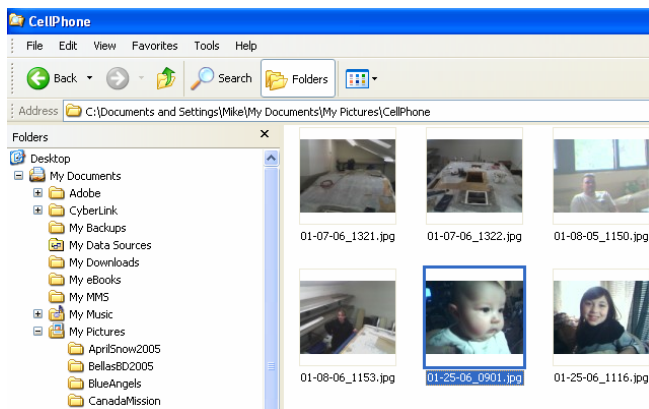 CellPhone
File Edit View Favorites Tools Help
Back Search Folders
Address C:\Documents and Settings\Mike\My Documents\My Pictures\CellPhone
Folders
Desktop
My Documents
Adobe
CyberLink
My Backups
My Data Sources
My Downloads
My eBooks
My MMS
My Music
My Pictures
AprilSnow2005
BellasBD2005
BlueAngels
CanadaMission
01-07-06_1321.jpg 01-07-06_1322.jpg 01-08-05_1150.jpg
01-08-06_1153.jpg 01-25-06_0901.jpg 01-25-06_1116.jpg